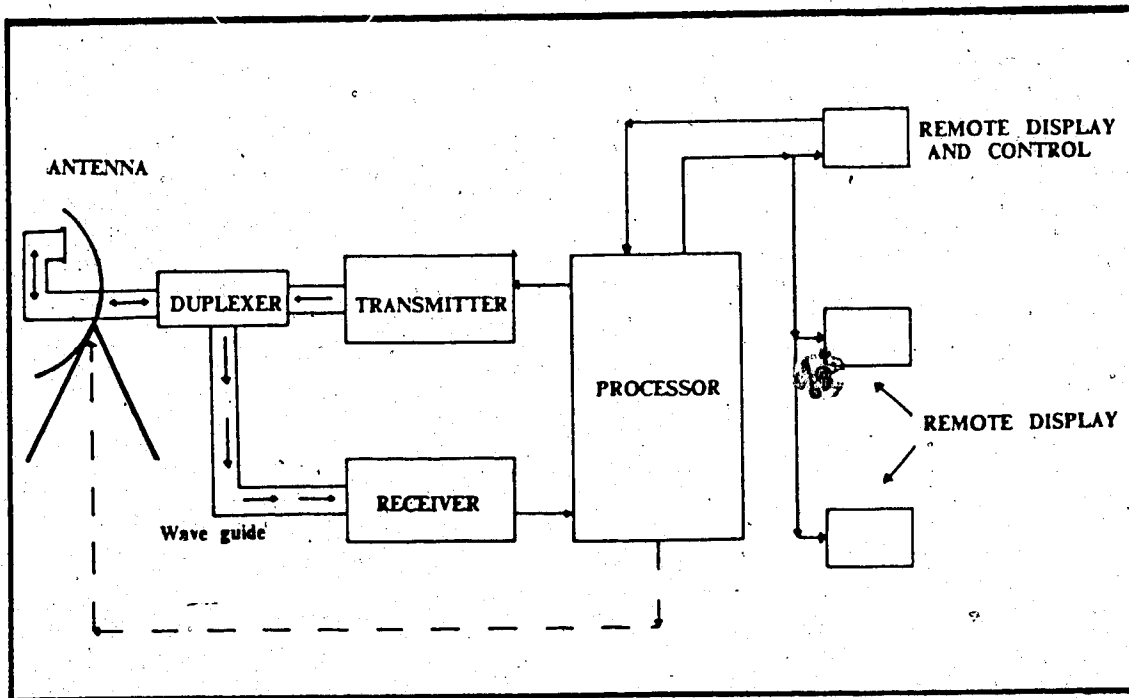 REMOTE DISPLAY
AND CONTROL
ANTENNA
DUPLEXER
TRANSMITTER
PROCESSOR
REMOTE DISPLAY
RECEIVER
Wave guide